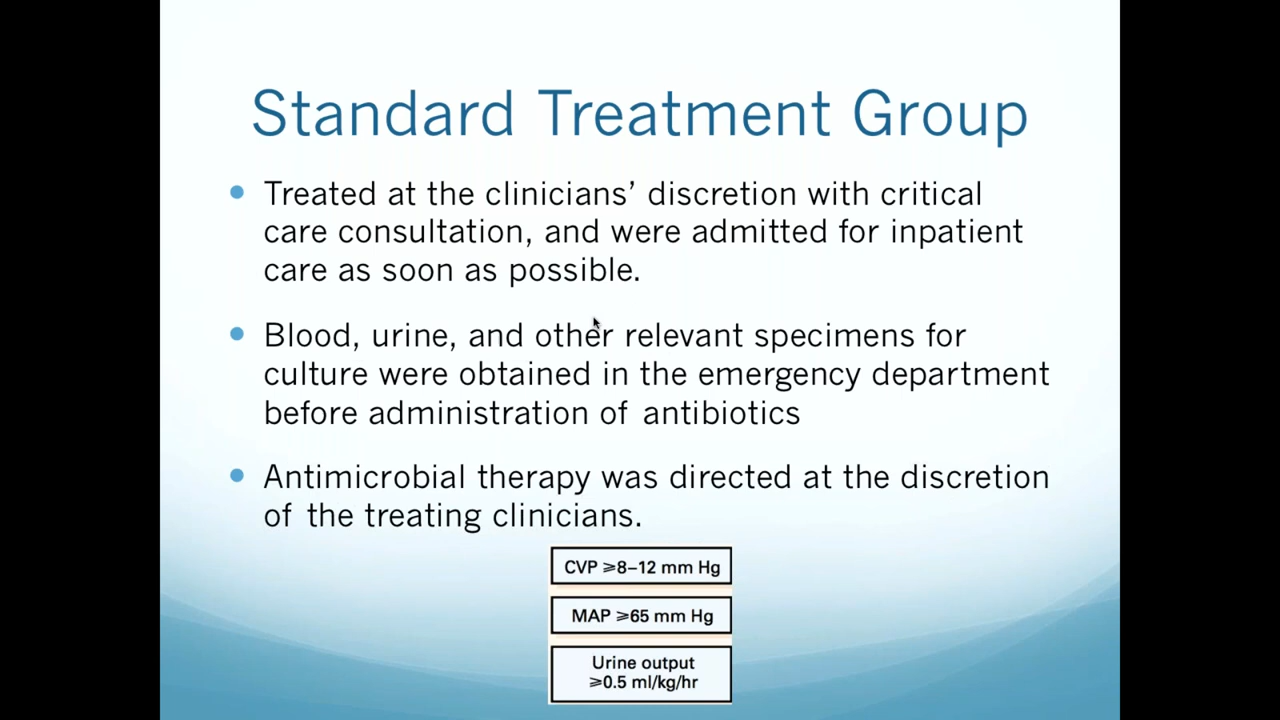 Standard Treatment Group
• Treated at the clinicians’ discretion with critical
care consultation, and were admitted for inpatient
care as soon as possible.
• Blood, urine, and other relevant specimens for
culture were obtained in the emergency department
before administration of antibiotics
• Antimicrobial therapy was directed at the discretion
of the treating clinicians.
CVP ⩾8–12 mm Hg
MAP ⩾65 mm Hg
Urine output
⩾0.5 ml/kg/hr